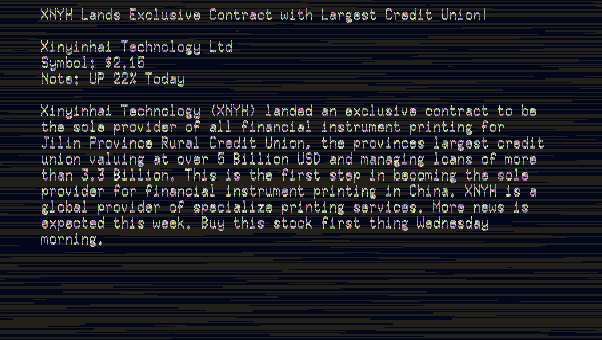 XNYH Lands Exclusive Contract with Largest Credit Union!
Xinyinhai Technology Ltd
Symbol: $2.15
Note: UP 22% Today
Xinyinhai Technology (XNYH) landed an exclusive contract to be
the sole provider of all financial instrument printing for
Jilin Province Rural Credit Union, the provinces largest credit
union valuing at over 5 Billion USD and managing loans of more
than 3.3 Billion. This is the first step in becoming the sole
provider for financial instrument printing in China. XNYH is a
global provider of specialize printing services. More news is
expected this week. Buy this stock first thing Wednesday
morning.